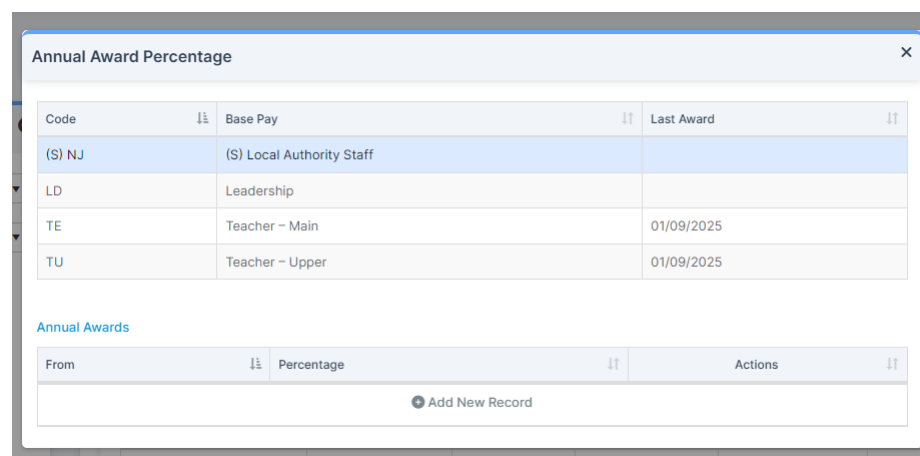 Annual Award Percentage
Code Base Pay Last Award
(S) NJ (S) Local Authority Staff
LD Leadership
TE Teacher – Main 01/09/2025
TU Teacher – Upper 01/09/2025
Annual Awards
From Percentage Actions
Add New Record